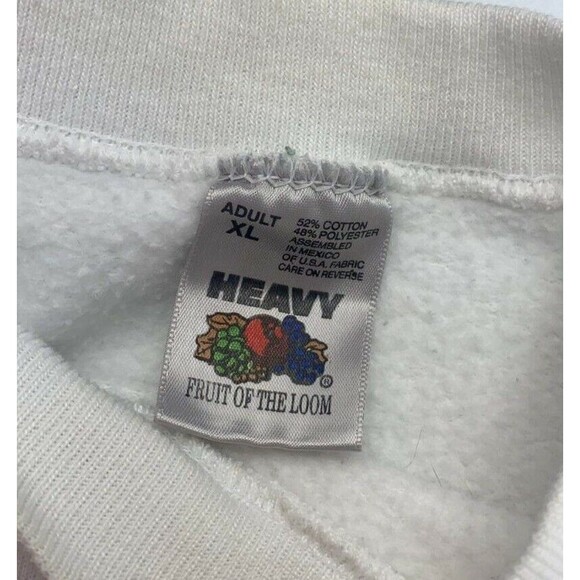 ADULT
XL
52% COTTON
48% POLYESTER
ASSEMBLED
IN MEXICO
OF U.S.A. FABRIC
CARE ON REVERSE
HEAVY
®
FRUIT OF THE LOOM